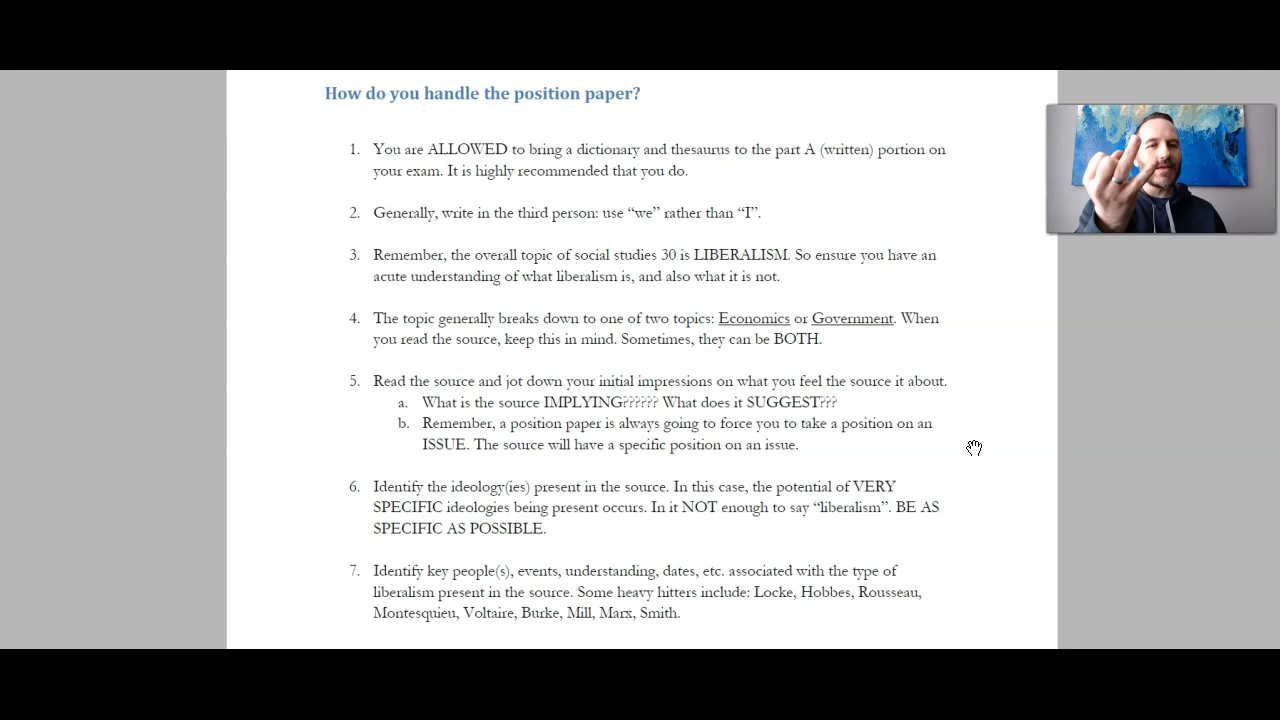 How do you handle the position paper?
1. You are ALLOWED to bring a dictionary and thesaurus to the part A (written) portion on
your exam. It is highly recommended that you do.
2. Generally, write in the third person: use “we” rather than “I”.
3. Remember, the overall topic of social studies 30 is LIBERALISM. So ensure you have an
acute understanding of what liberalism is, and also what it is not.
4. The topic generally breaks down to one of two topics: Economics or Government. When
you read the source, keep this in mind. Sometimes, they can be BOTH.
5. Read the source and jot down your initial impressions on what you feel the source it about.
a. What is the source IMPLYING?????? What does it SUGGEST???
b. Remember, a position paper is always going to force you to take a position on an
ISSUE. The source will have a specific position on an issue.
6. Identify the ideology(ies) present in the source. In this case, the potential of VERY
SPECIFIC ideologies being present occurs. In it NOT enough to say “liberalism”. BE AS
SPECIFIC AS POSSIBLE.
7. Identify key people(s), events, understanding, dates, etc. associated with the type of
liberalism present in the source. Some heavy hitters include: Locke, Hobbes, Rousseau,
Montesquieu, Voltaire, Burke, Mill, Marx, Smith.